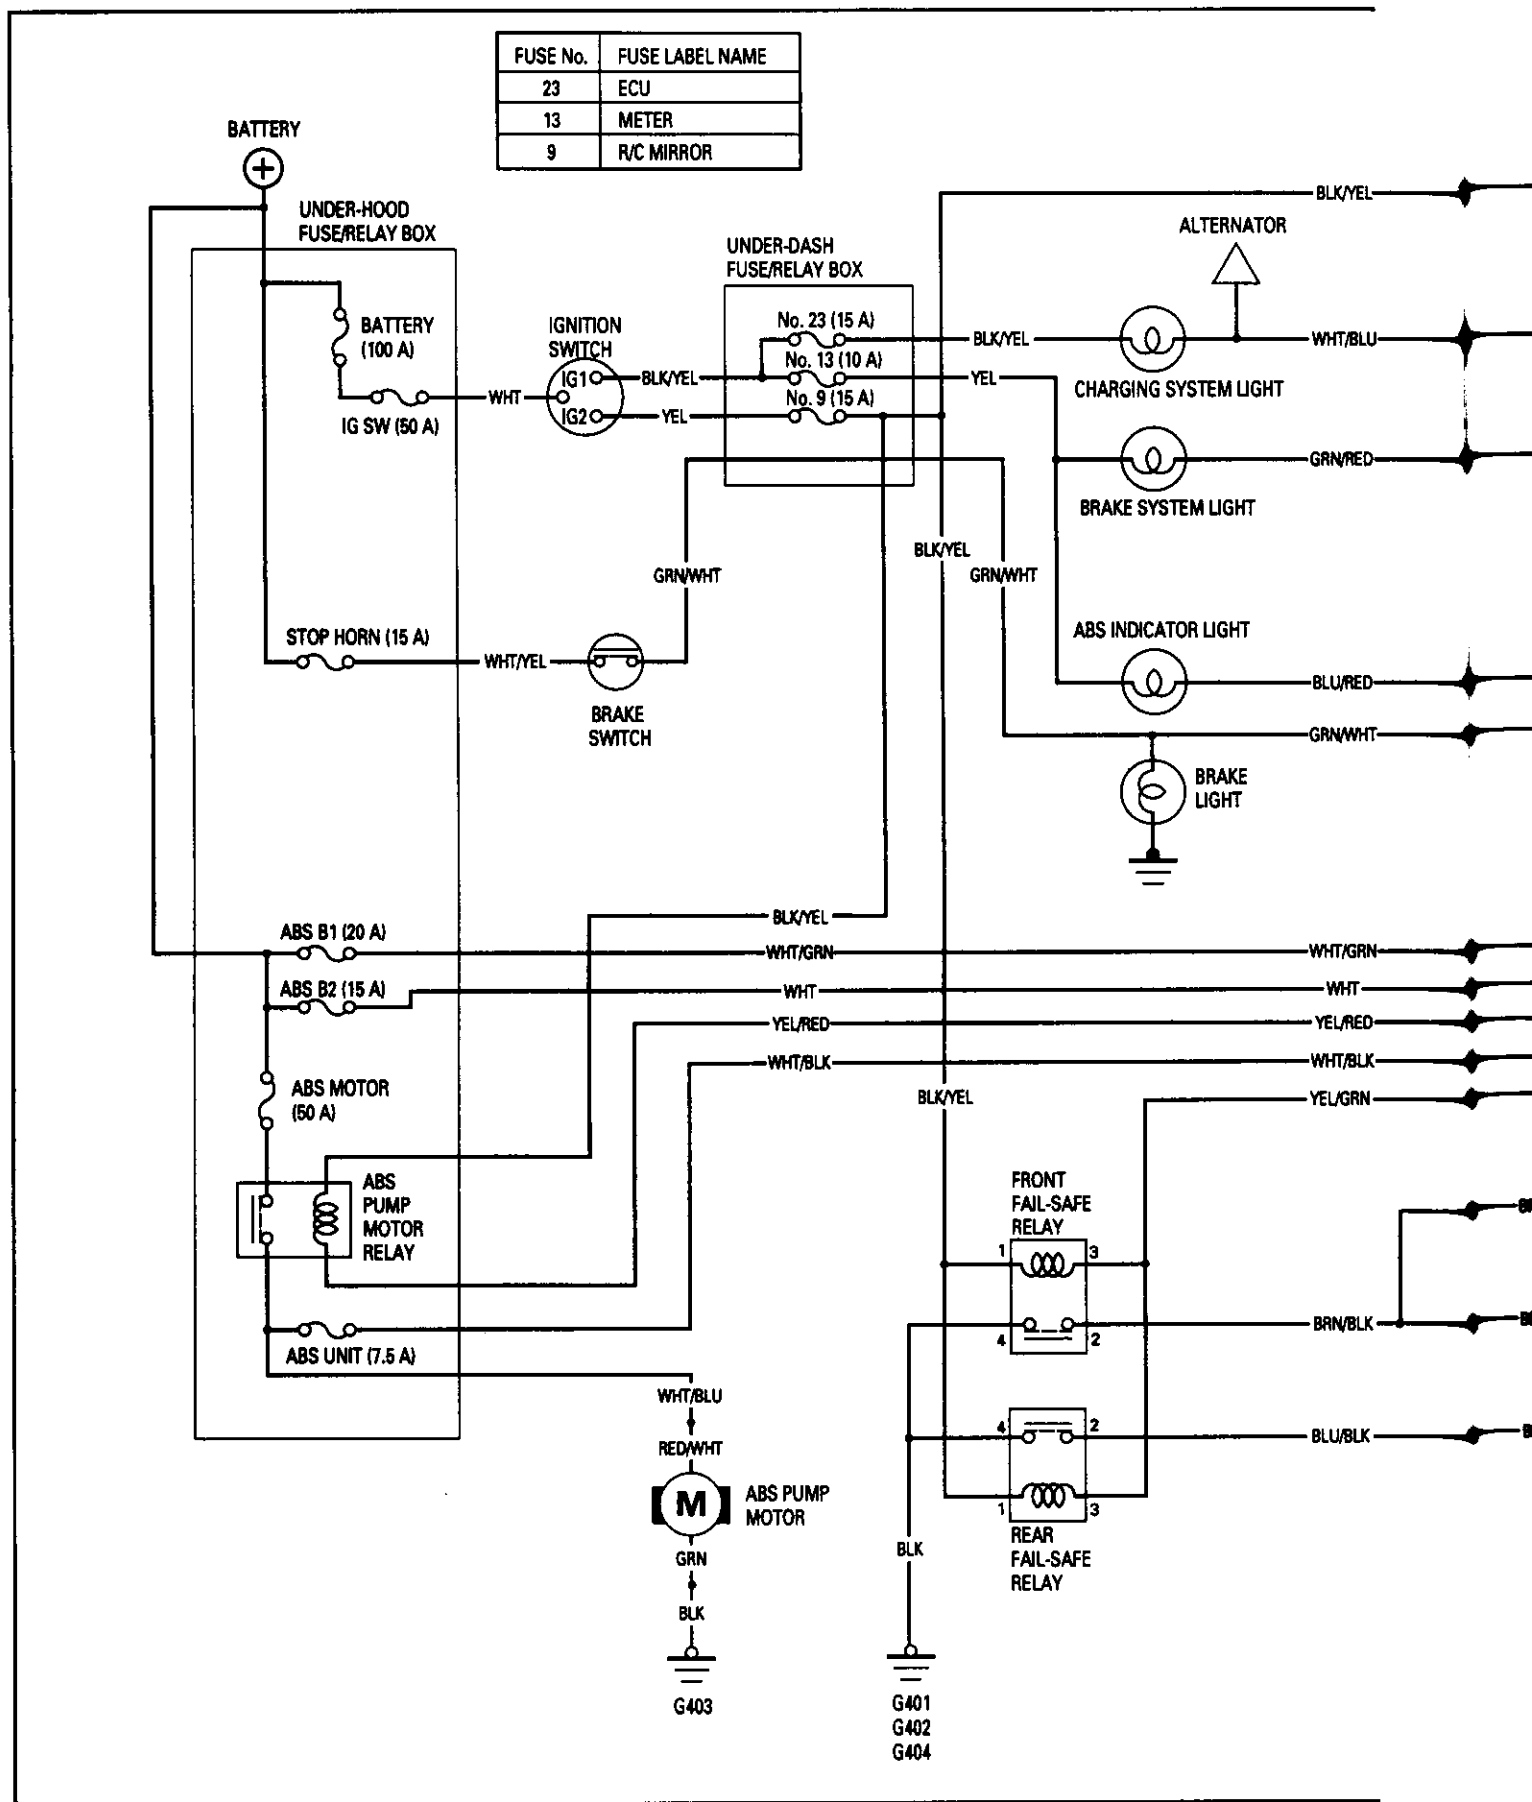 FUSE No. FUSE LABEL NAME
23 ECU
13 METER
9 R/C MIRROR
BATTERY
UNDER-HOOD
FUSE/RELAY BOX
BLK/YEL
ALTERNATOR
UNDER-DASH
FUSE/RELAY BOX
BATTERY
(100 A)
IGNITION
SWITCH
No. 23 (15 A)
BLK/YEL
WHT/BLU
No. 13 (10 A)
IG1
BLK/YEL
YEL
CHARGING SYSTEM LIGHT
WHT
No. 9 (15 A)
IG2
YEL
IG SW (50 A)
GRN/RED
BRAKE SYSTEM LIGHT
BLK/YEL
GRN/WHT
GRN/WHT
STOP HORN (15 A)
ABS INDICATOR LIGHT
WHT/YEL
BLU/RED
BRAKE
SWITCH
GRN/WHT
BRAKE
LIGHT
BLK/YEL
ABS B1 (20 A)
WHT/GRN
WHT/GRN
ABS B2 (15 A)
WHT
WHT
YEL/RED
YEL/RED
WHT/BLK
WHT/BLK
ABS MOTOR
(50 A)
BLK/YEL
YEL/GRN
ABS
PUMP
MOTOR
RELAY
FRONT
FAIL-SAFE
RELAY
1 3
4 2
BRN/BLK
ABS UNIT (7.5 A)
WHT/BLU
4 2
BLU/BLK
RED/WHT
M
ABS PUMP
MOTOR
1 3
REAR
FAIL-SAFE
RELAY
GRN
BLK
BLK
G403
G401
G402
G404